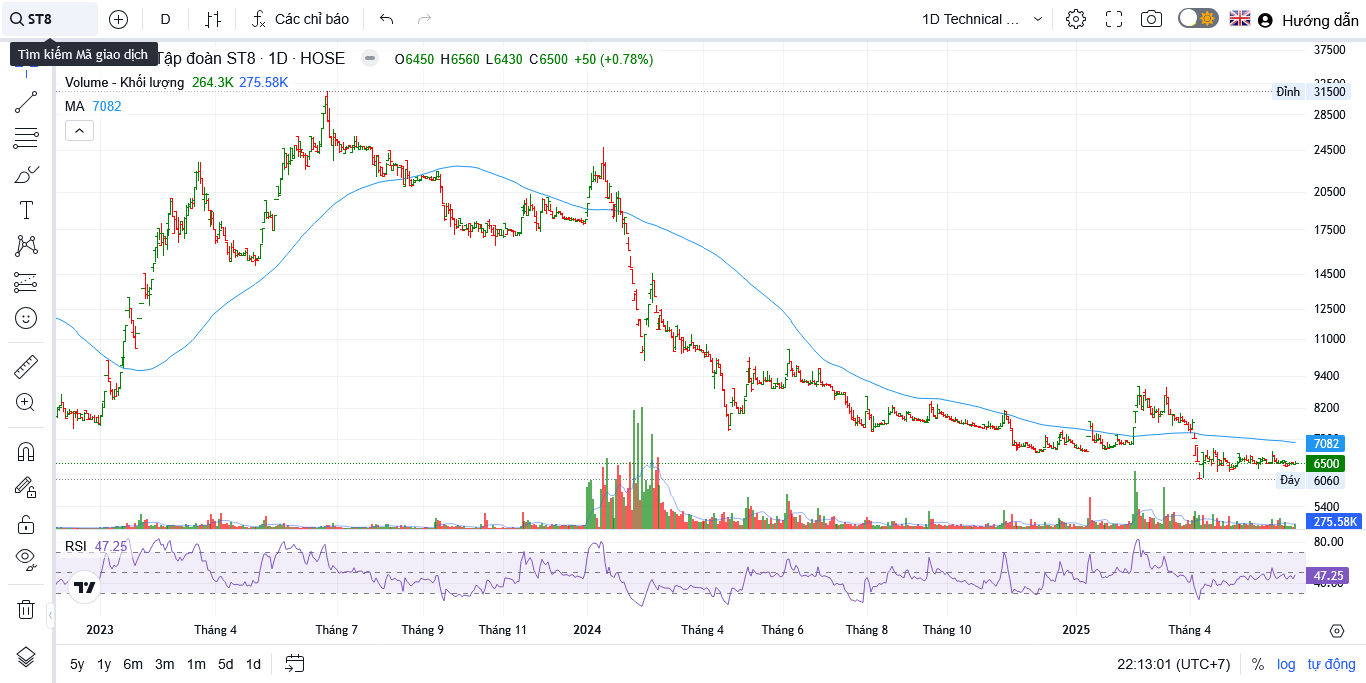 ST8
D
Các chỉ báo
1D Technical ...
Hướng dẫn
Tìm kiếm Mã giao dịch
Tập đoàn ST8 · 1D · HOSE
O6450 H6560 L6430 C6500 +50 (+0.78%)
Volume - Khối lượng 264.3K 275.58K
MA 7082
37500
Đỉnh 31500
28500
24500
20500
17500
14500
12500
11000
9400
8200
7082
6500
Đáy 6060
5400
275.58K
RSI 47.25
80.00
47.25
2023
Tháng 4
Tháng 7
Tháng 9
Tháng 11
2024
Tháng 4
Tháng 6
Tháng 8
Tháng 10
2025
Tháng 4
5y 1y 6m 3m 1m 5d 1d
22:13:01 (UTC+7)
%
log
tự động